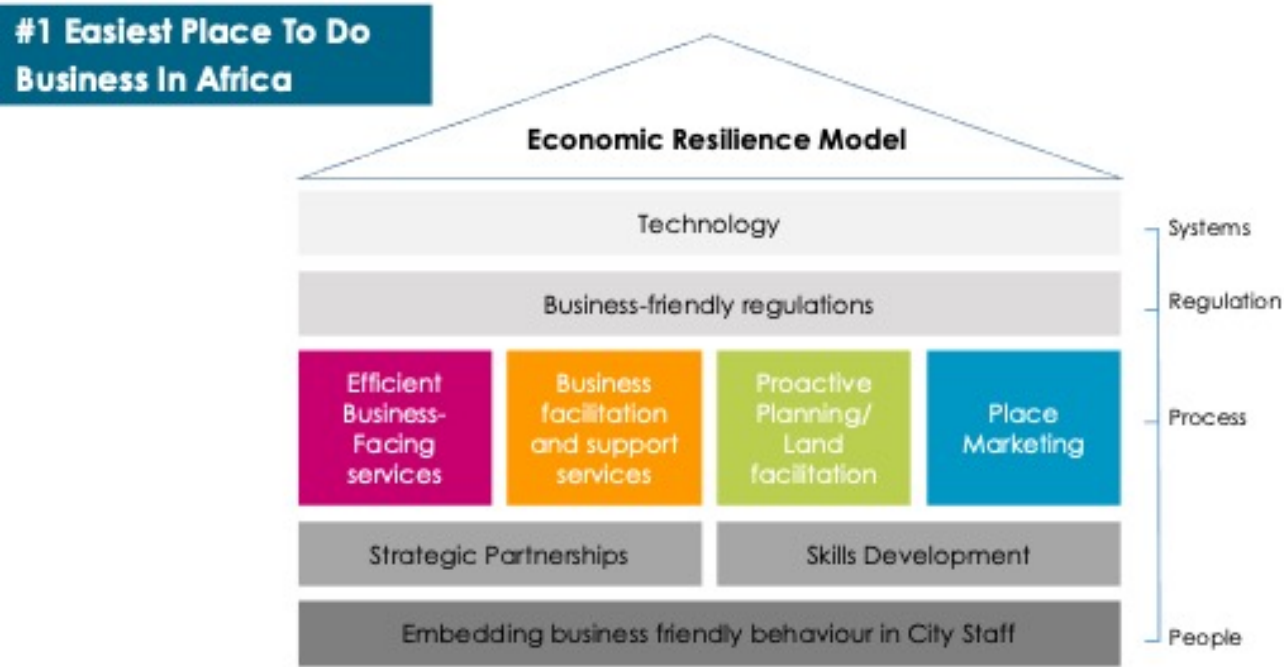 #1 Easiest Place To Do
Business In Africa
Economic Resilience Model
Technology
Systems
Business-friendly regulations
Regulation
Efficient
Business-
Facing
services
Business
facilitation
and support
services
Proactive
Planning/
Land
facilitation
Place
Marketing
Process
Strategic Partnerships
Skills Development
Embedding business friendly behaviour in City Staff
People